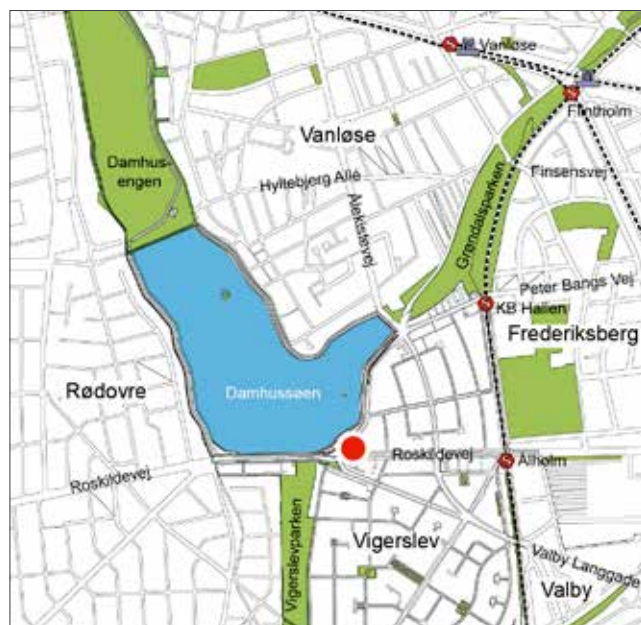 Vanløse
Flintholm
Vanløse
Damhus-
engen
Hyltebjerg Allé
Finsensvej
Ålekistevej
Grøndalsparken
Peter Bangs Vej
KB Hallen
Frederiksberg
Rødovre
Damhussøen
Roskildevej
Ålholm
Roskildevej
Vigerslevparken
Vigerslev
Valby Langgade
Valby